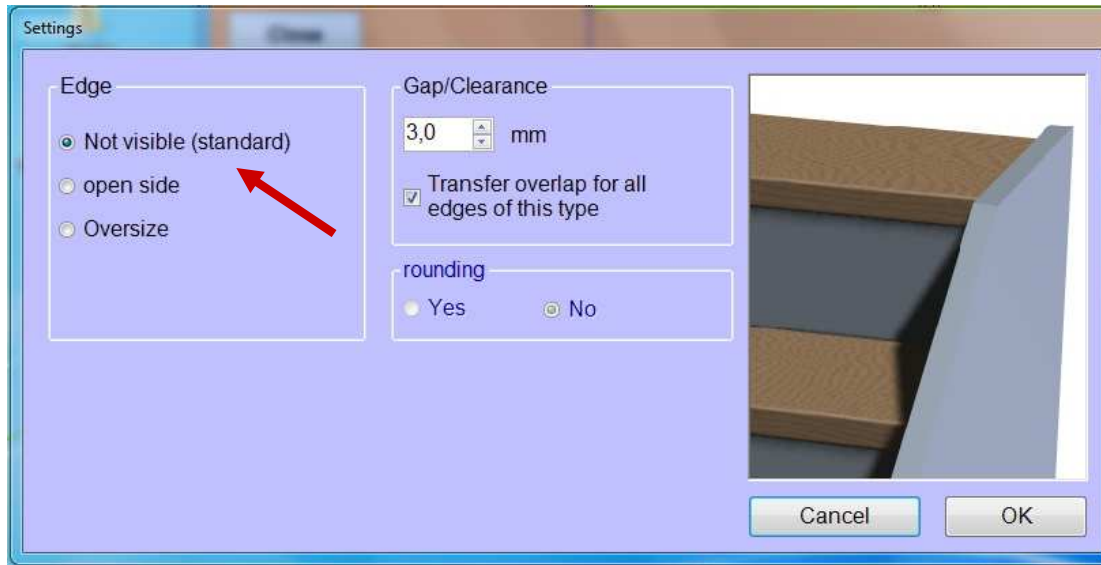 Settings
Close
Edge
Not visible (standard)
open side
Oversize
Gap/Clearance
3,0 mm
Transfer overlap for all
edges of this type
rounding
Yes No
Cancel OK